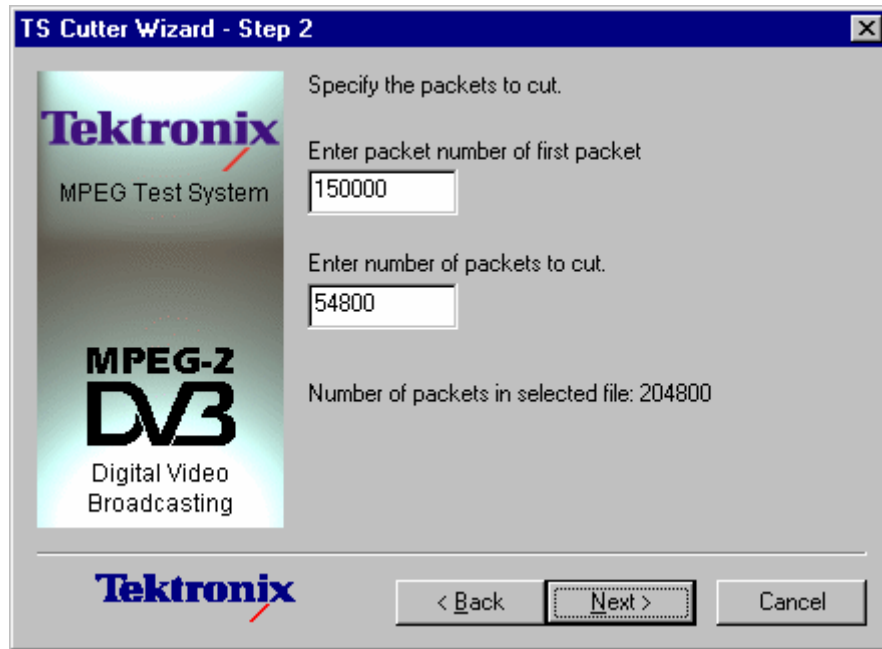 TS Cutter Wizard - Step 2
Tektronix
MPEG Test System
MPEG-2
DVB
Digital Video
Broadcasting
Specify the packets to cut.
Enter packet number of first packet
150000
Enter number of packets to cut.
54800
Number of packets in selected file: 204800
Tektronix
< Back
Next >
Cancel